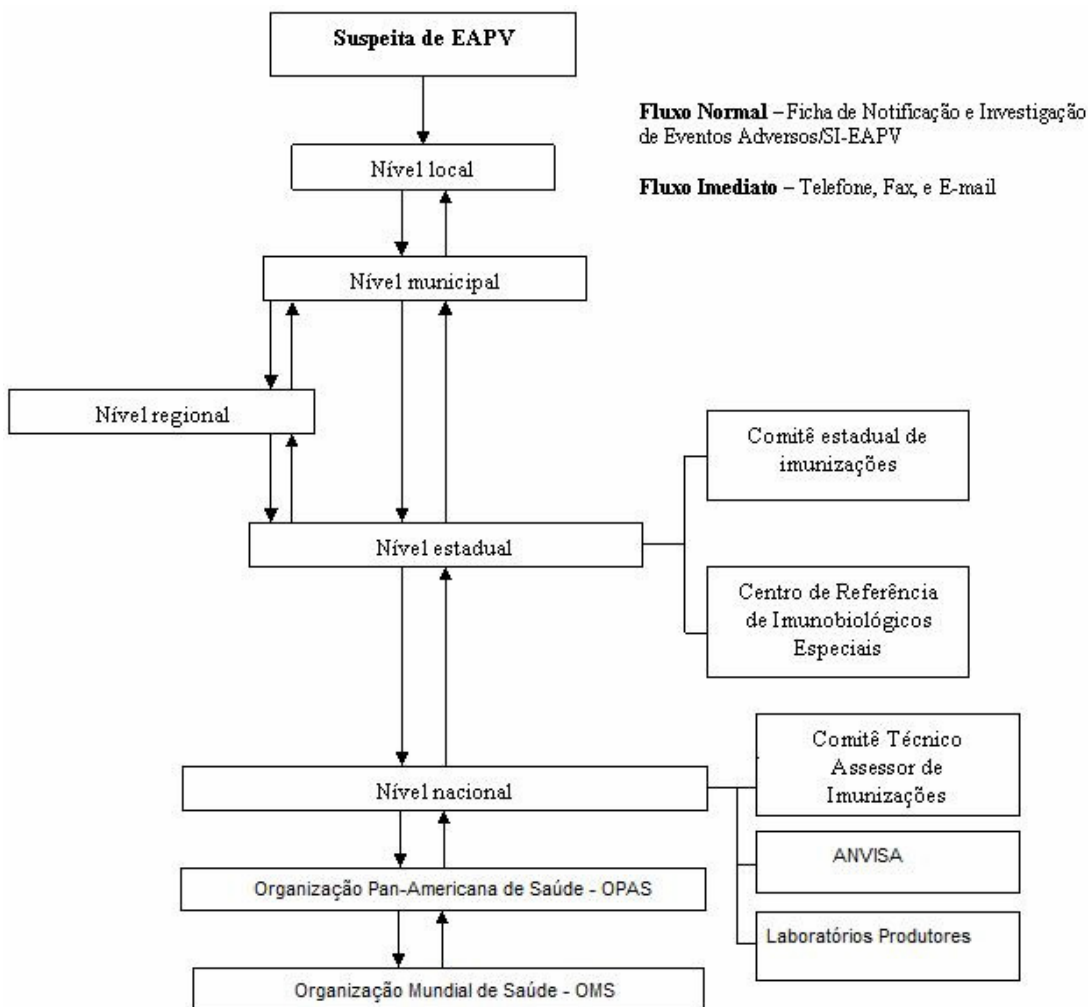 Suspeita de EAPV
Fluxo Normal – Ficha de Notificação e Investigação
de Eventos Adversos/SI-EAPV
Fluxo Imediato – Telefone, Fax, e E-mail
Nível local
Nível municipal
Nível regional
Comitê estadual de
imunizações
Nível estadual
Centro de Referência
de Imunobiológicos
Especiais
Comitê Técnico
Assessor de
Imunizações
Nível nacional
ANVISA
Organização Pan-Americana de Saúde - OPAS
Laboratórios Produtores
Organização Mundial de Saúde - OMS